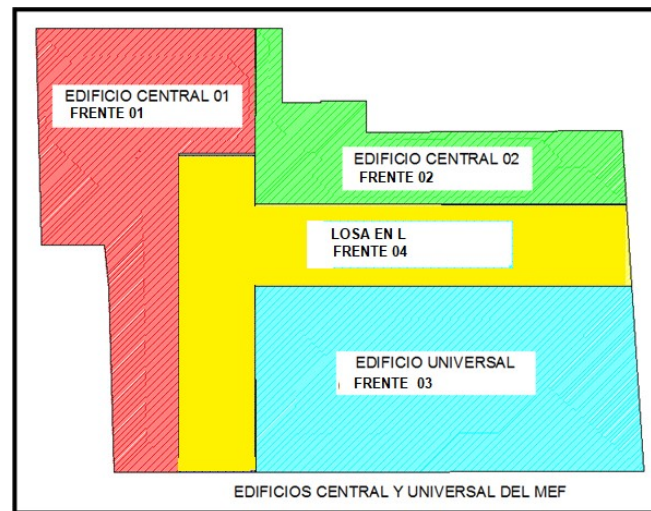 EDIFICIO CENTRAL 01
FRENTE 01
EDIFICIO CENTRAL 02
FRENTE 02
LOSA EN L
FRENTE 04
EDIFICIO UNIVERSAL
FRENTE 03
EDIFICIOS CENTRAL Y UNIVERSAL DEL MEF